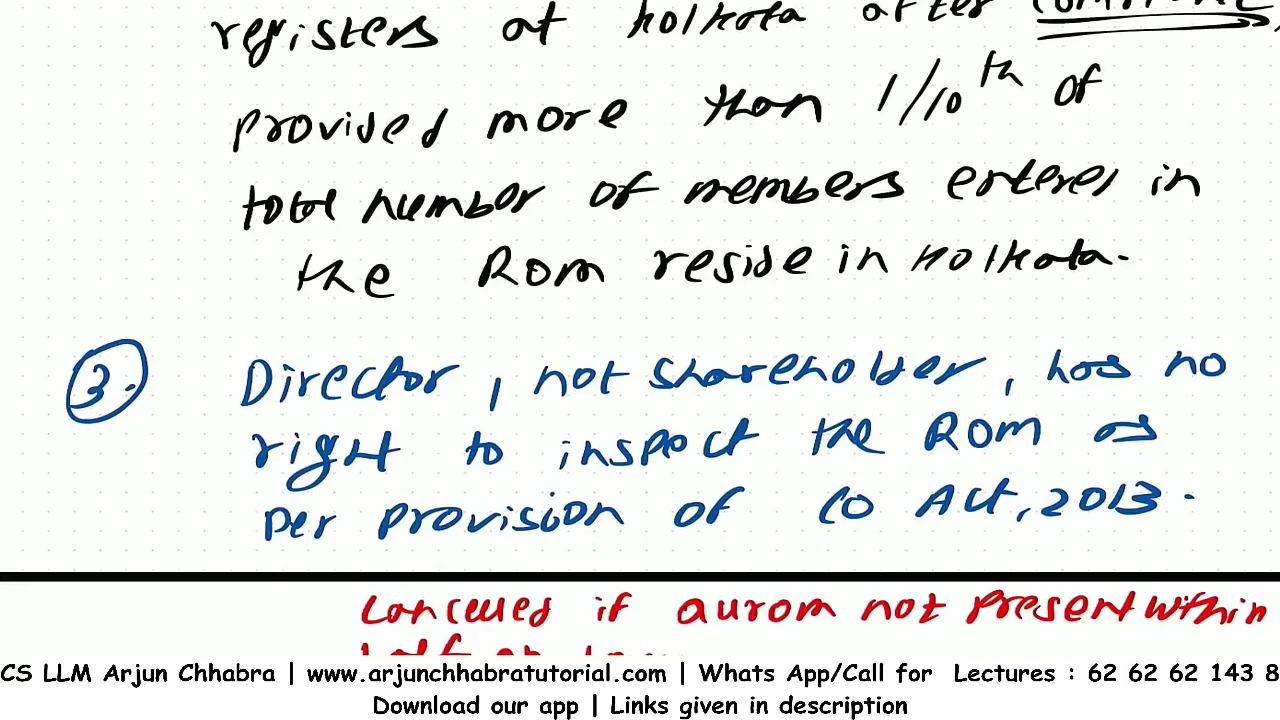 registers at Kolkata after
provided more than 1/10th of
total number of members entered in
the ROM reside in Kolkata.
3. Director, not shareholder, has no
right to inspect the ROM as
per provision of Co Act, 2013.
cancelled if quorom not present within
CS LLM Arjun Chhabra | www.arjunchhabratutorial.com | Whats App/Call for Lectures : 62 62 62 143 8
Download our app | Links given in description